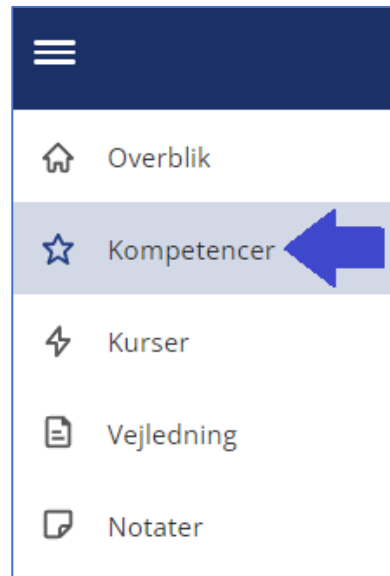 Overblik
Kompetencer
Kurser
Vejledning
Notater